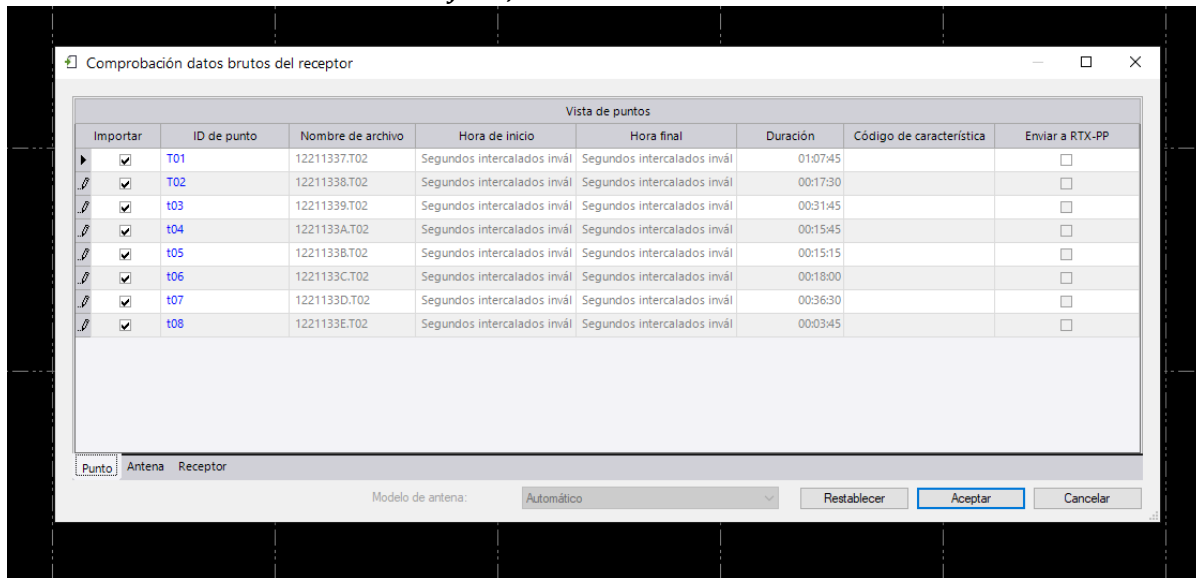 Comprobación datos brutos del receptor
Vista de puntos
Importar ID de punto Nombre de archivo Hora de inicio Hora final Duración Código de característica Enviar a RTX-PP
T01 12211337.T02 Segundos intercalados invál Segundos intercalados invál 01:07:45
T02 12211338.T02 Segundos intercalados invál Segundos intercalados invál 00:17:30
t03 12211339.T02 Segundos intercalados invál Segundos intercalados invál 00:31:45
t04 1221133A.T02 Segundos intercalados invál Segundos intercalados invál 00:15:45
t05 1221133B.T02 Segundos intercalados invál Segundos intercalados invál 00:15:15
t06 1221133C.T02 Segundos intercalados invál Segundos intercalados invál 00:18:00
t07 1221133D.T02 Segundos intercalados invál Segundos intercalados invál 00:36:30
t08 1221133E.T02 Segundos intercalados invál Segundos intercalados invál 00:03:45
Punto Antena Receptor
Modelo de antena: Automático Restablecer Aceptar Cancelar